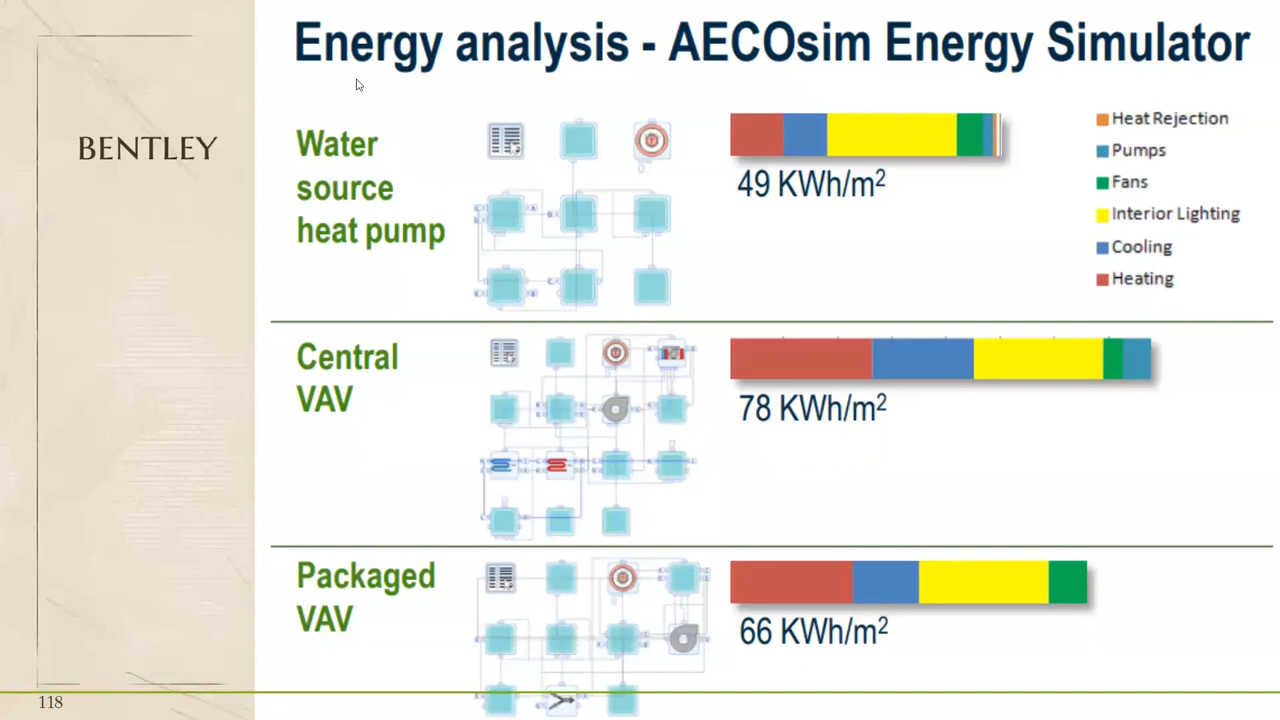 Energy analysis - AECOsim Energy Simulator
BENTLEY
Water
source
heat pump
49 KWh/m²
Heat Rejection
Pumps
Fans
Interior Lighting
Cooling
Heating
Central
VAV
78 KWh/m²
Packaged
VAV
66 KWh/m²
118